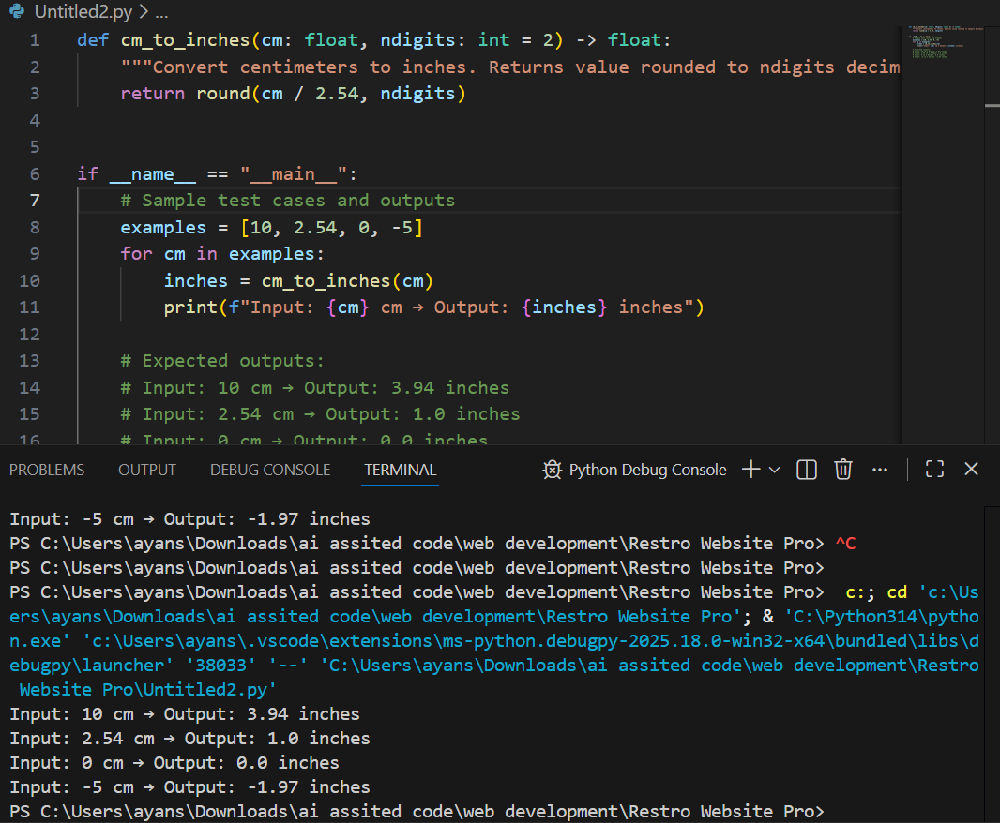 Untitled2.py > ...
1 def cm_to_inches(cm: float, ndigits: int = 2) -> float:
2 """Convert centimeters to inches. Returns value rounded to ndigits decim
3 return round(cm / 2.54, ndigits)
4
5
6 if __name__ == "__main__":
7 # Sample test cases and outputs
8 examples = [10, 2.54, 0, -5]
9 for cm in examples:
10 inches = cm_to_inches(cm)
11 print(f"Input: {cm} cm → Output: {inches} inches")
12
13 # Expected outputs:
14 # Input: 10 cm → Output: 3.94 inches
15 # Input: 2.54 cm → Output: 1.0 inches
16 # Input: 0 cm → Output: 0.0 inches
PROBLEMS OUTPUT DEBUG CONSOLE TERMINAL Python Debug Console
Input: -5 cm → Output: -1.97 inches
PS C:\Users\ayans\Downloads\ai assited code\web development\Restro Website Pro> ^C
PS C:\Users\ayans\Downloads\ai assited code\web development\Restro Website Pro>
PS C:\Users\ayans\Downloads\ai assited code\web development\Restro Website Pro>  c:; cd 'c:\Us
ers\ayans\Downloads\ai assited code\web development\Restro Website Pro'; & 'C:\Python314\pytho
n.exe' 'c:\Users\ayans\.vscode\extensions\ms-python.debugpy-2025.18.0-win32-x64\bundled\libs\d
ebugpy\launcher' '38033' '--' 'C:\Users\ayans\Downloads\ai assited code\web development\Restro
 Website Pro\Untitled2.py'
Input: 10 cm → Output: 3.94 inches
Input: 2.54 cm → Output: 1.0 inches
Input: 0 cm → Output: 0.0 inches
Input: -5 cm → Output: -1.97 inches
PS C:\Users\ayans\Downloads\ai assited code\web development\Restro Website Pro>